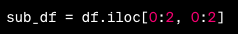 sub_df = df.iloc[0:2, 0:2]